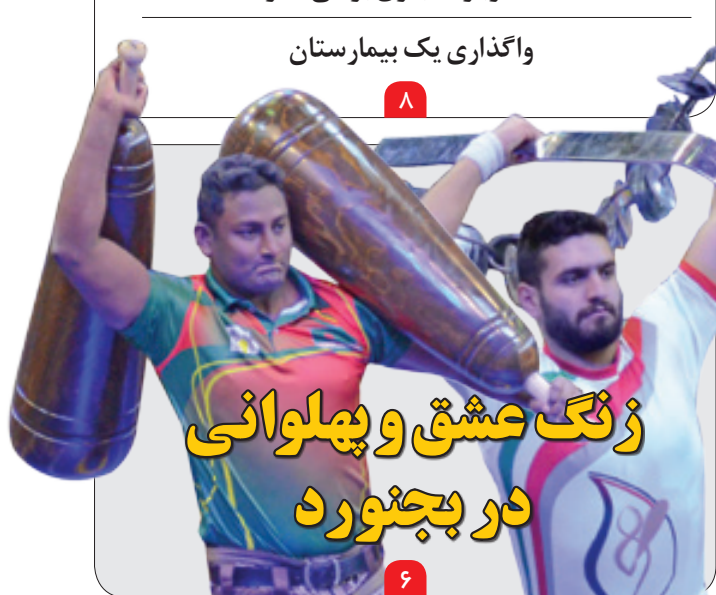 واگذاری یک بیمارستان
۸
زنگ عشق و پهلوانی
در بجنورد
۶